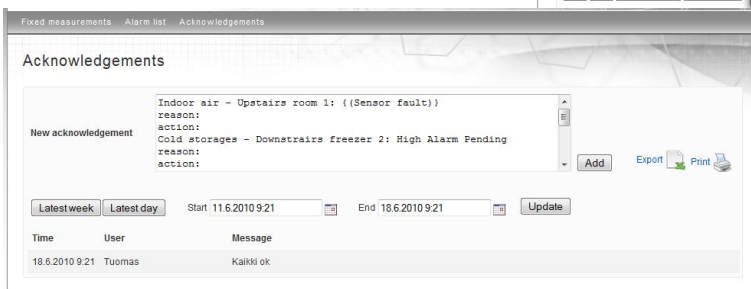 Fixed measurements Alarm list Acknowledgements
Acknowledgements
New acknowledgement
Indoor air - Upstairs room 1: ((Sensor fault))
reason:
action:
Cold storages - Downstrairs freezer 2: High Alarm Pending
reason:
action:
Add Export Print
Latest week Latest day Start 11.6.2010 9:21 End 18.6.2010 9:21 Update
Time User Message
18.6.2010 9:21 Tuomas Kaikki ok